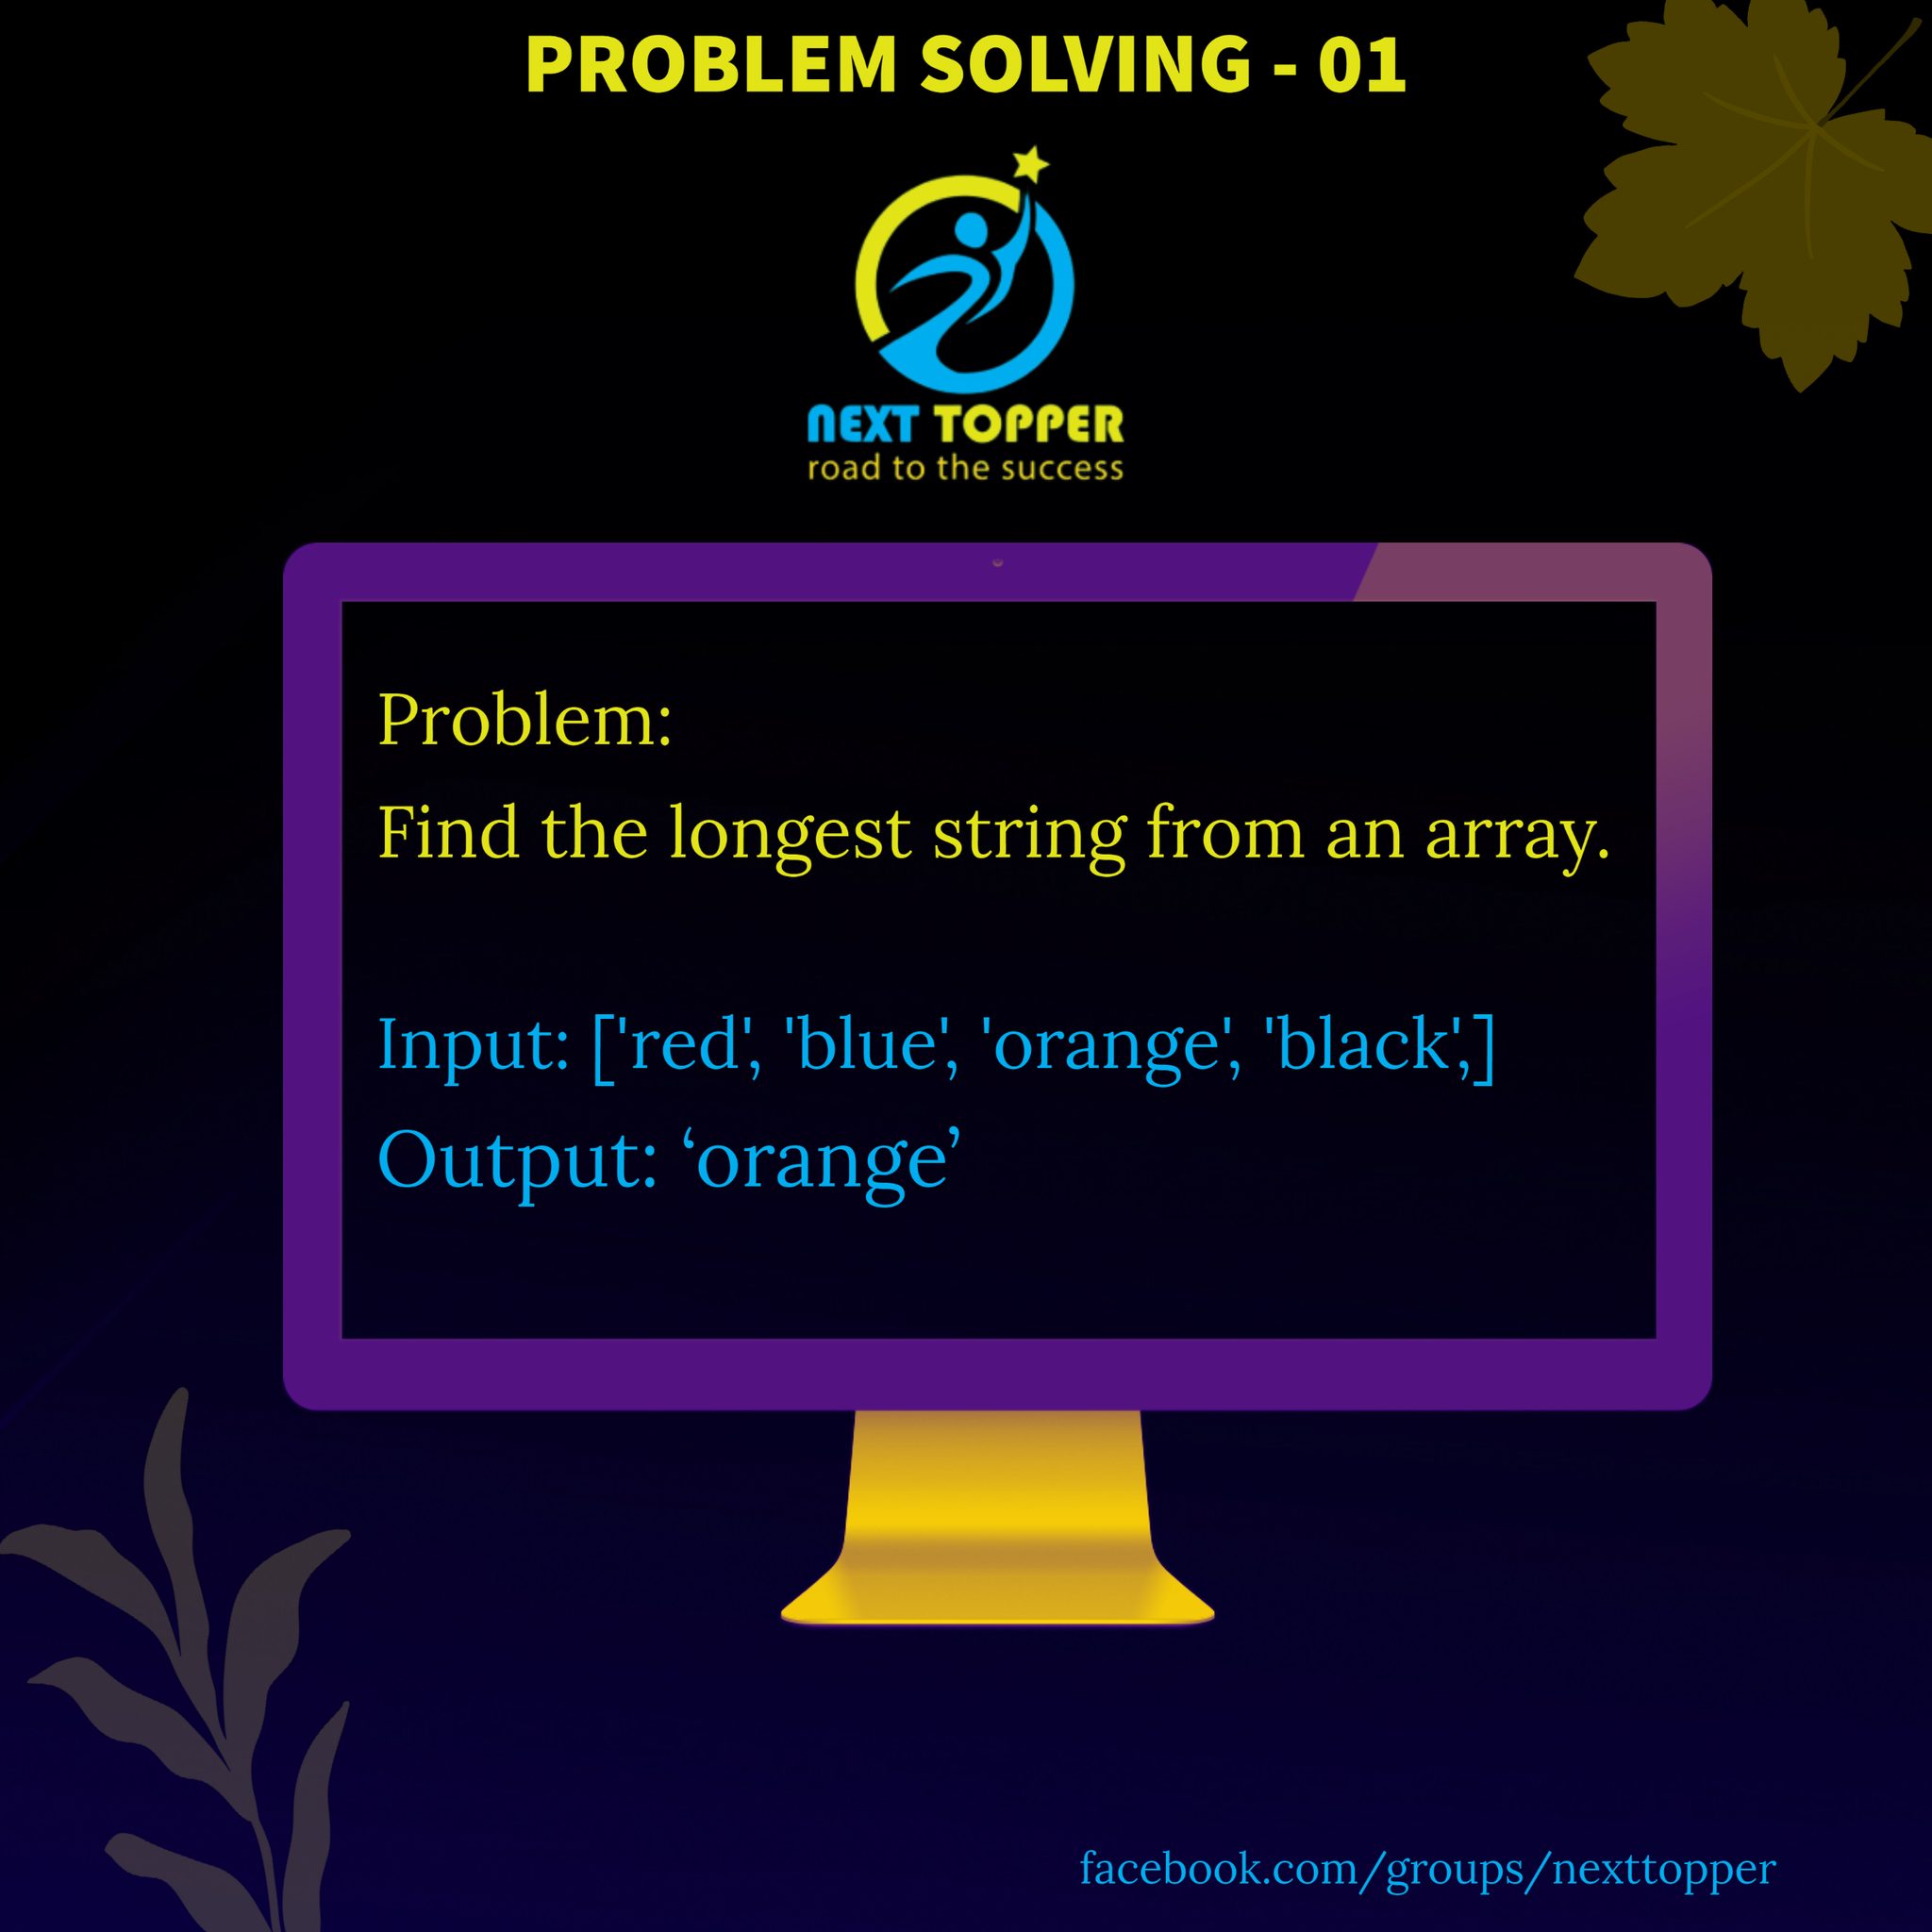 PROBLEM SOLVING - 01
NEXT TOPPER
road to the success
Problem:
Find the longest string from an array.
Input: ['red', 'blue', 'orange', 'black',]
Output: ‘orange’
facebook.com/groups/nexttopper